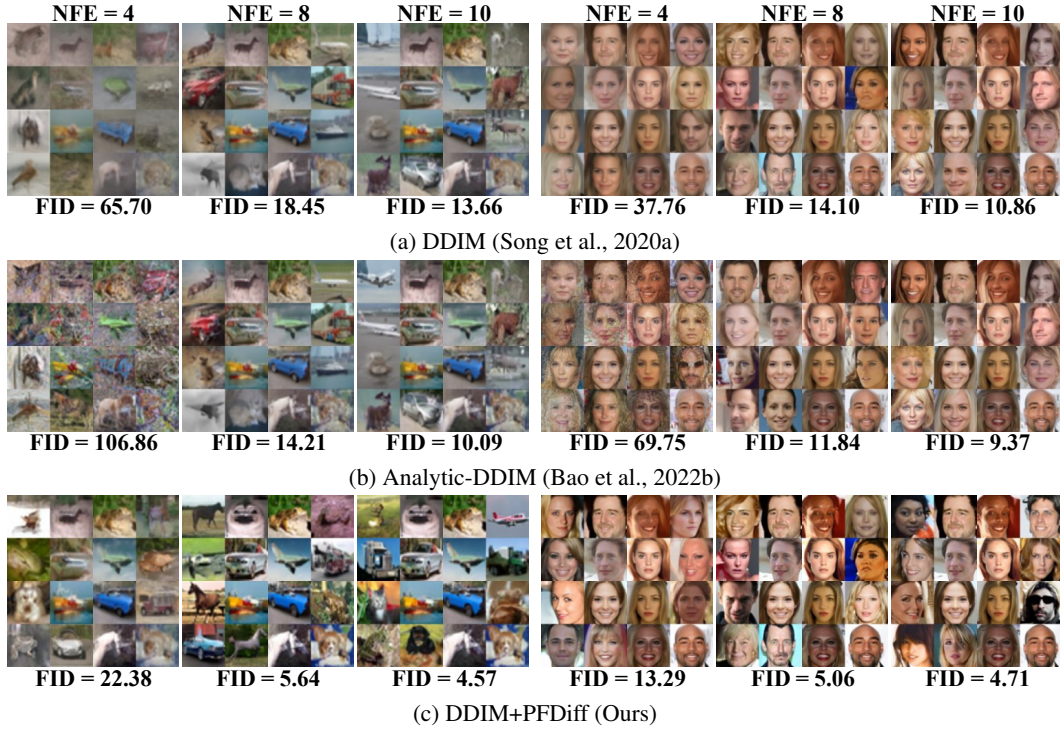 NFE = 4 NFE = 8 NFE = 10 NFE = 4 NFE = 8 NFE = 10
FID = 65.70 FID = 18.45 FID = 13.66 FID = 37.76 FID = 14.10 FID = 10.86
(a) DDIM (Song et al., 2020a)
FID = 106.86 FID = 14.21 FID = 10.09 FID = 69.75 FID = 11.84 FID = 9.37
(b) Analytic-DDIM (Bao et al., 2022b)
FID = 22.38 FID = 5.64 FID = 4.57 FID = 13.29 FID = 5.06 FID = 4.71
(c) DDIM+PFDiff (Ours)